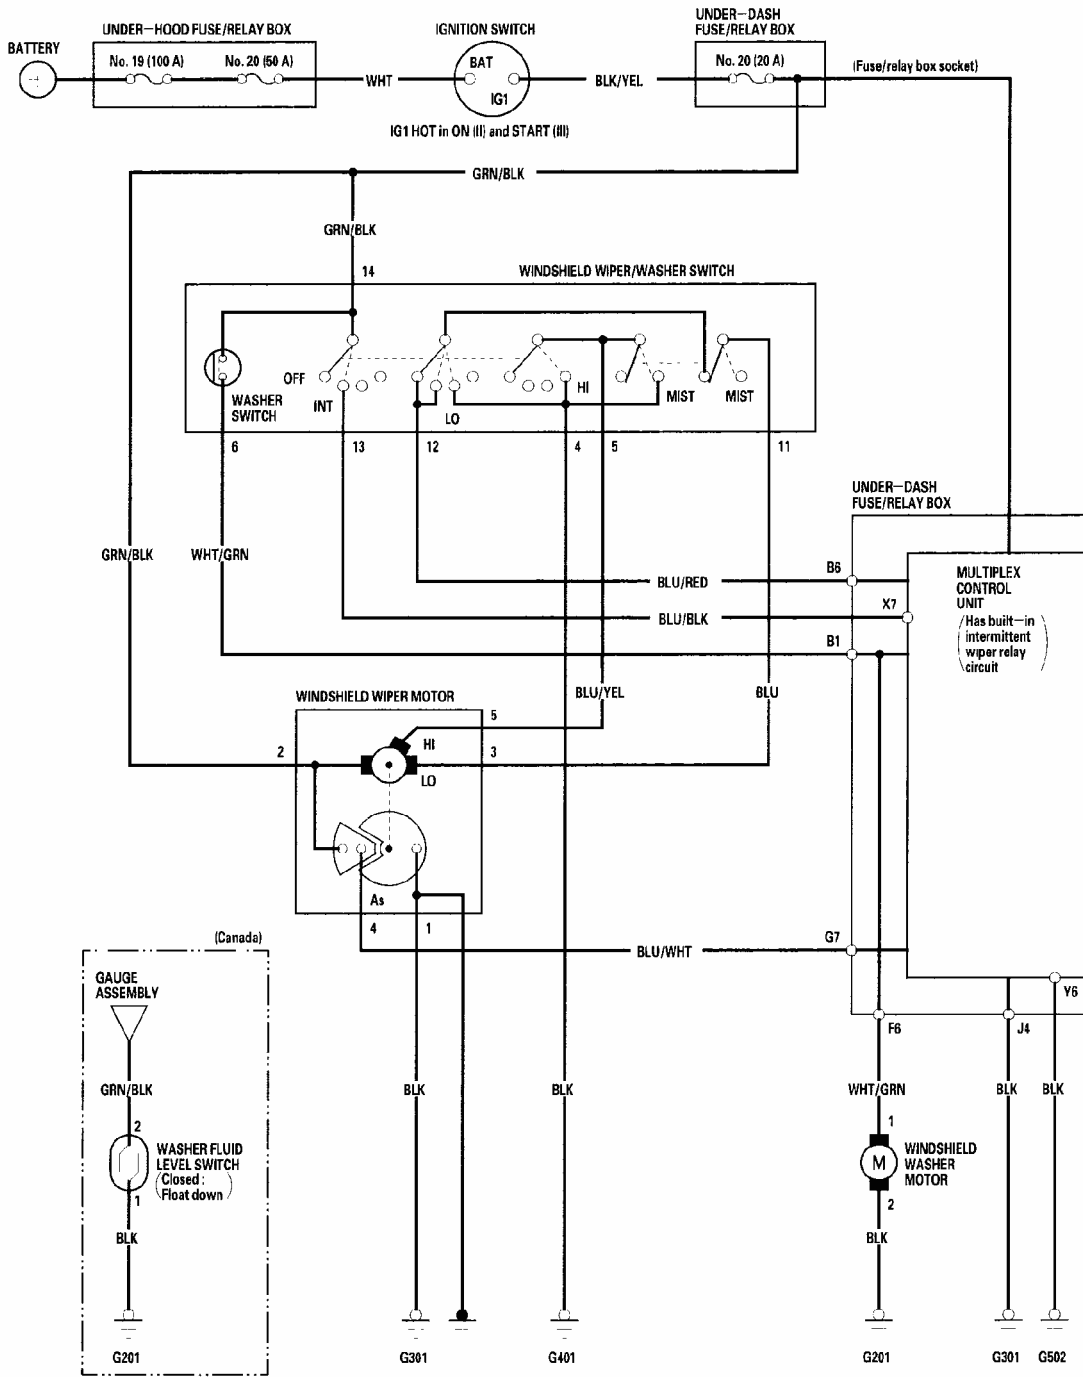 UNDER-HOOD FUSE/RELAY BOX
IGNITION SWITCH
UNDER-DASH
FUSE/RELAY BOX
BATTERY
No. 19 (100 A)
No. 20 (50 A)
BAT
No. 20 (20 A)
(Fuse/relay box socket)
+
WHT
BLK/YEL
IG1
IG1 HOT in ON (II) and START (III)
GRN/BLK
GRN/BLK
14
WINDSHIELD WIPER/WASHER SWITCH
OFF
HI
WASHER
SWITCH
INT
LO
MIST
MIST
6
13
12
4
5
11
UNDER-DASH
FUSE/RELAY BOX
GRN/BLK
WHT/GRN
B6
BLU/RED
MULTIPLEX
CONTROL
UNIT
(Has built-in
intermittent
wiper relay
circuit)
X7
BLU/BLK
B1
BLU/YEL
BLU
WINDSHIELD WIPER MOTOR
5
2
HI
3
LO
As
4
1
(Canada)
BLU/WHT
G7
GAUGE
ASSEMBLY
Y6
F6
J4
GRN/BLK
BLK
BLK
WHT/GRN
BLK
BLK
2
1
WASHER FLUID
LEVEL SWITCH
(Closed :
Float down)
M
WINDSHIELD
WASHER
MOTOR
1
2
BLK
BLK
G201
G301
G401
G201
G301
G502